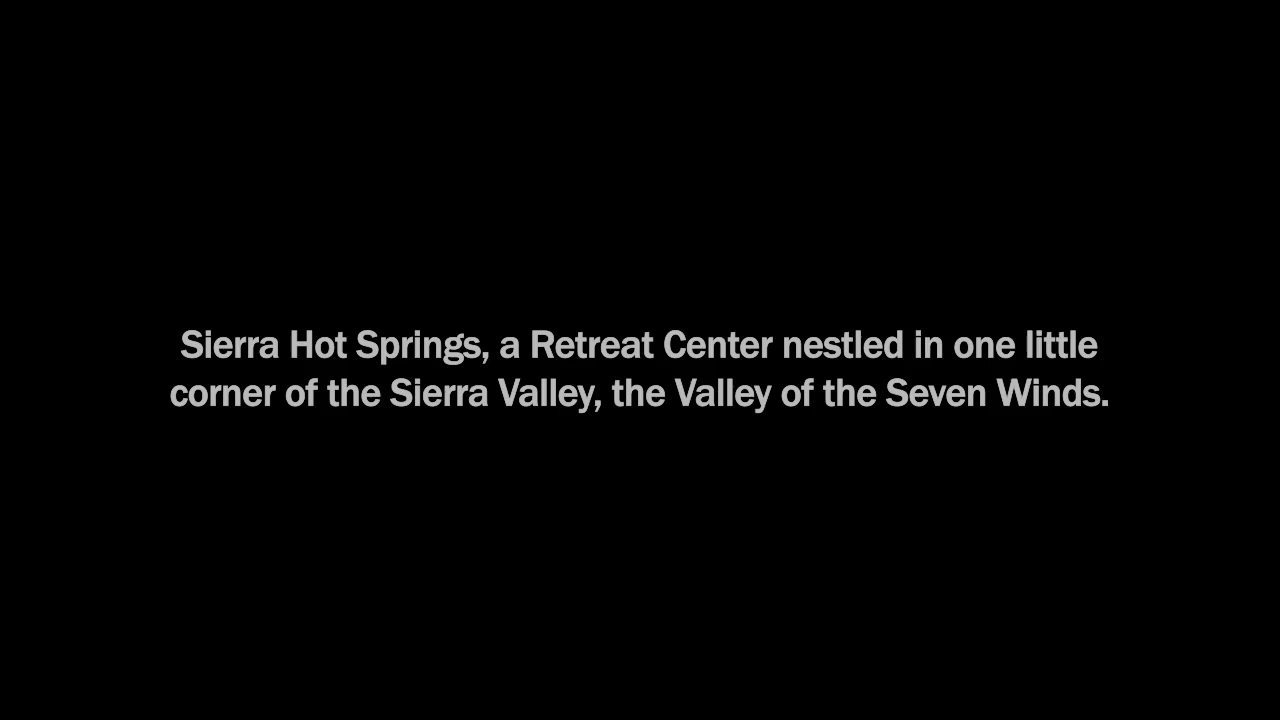 Sierra Hot Springs, a Retreat Center nestled in one little
corner of the Sierra Valley, the Valley of the Seven Winds.